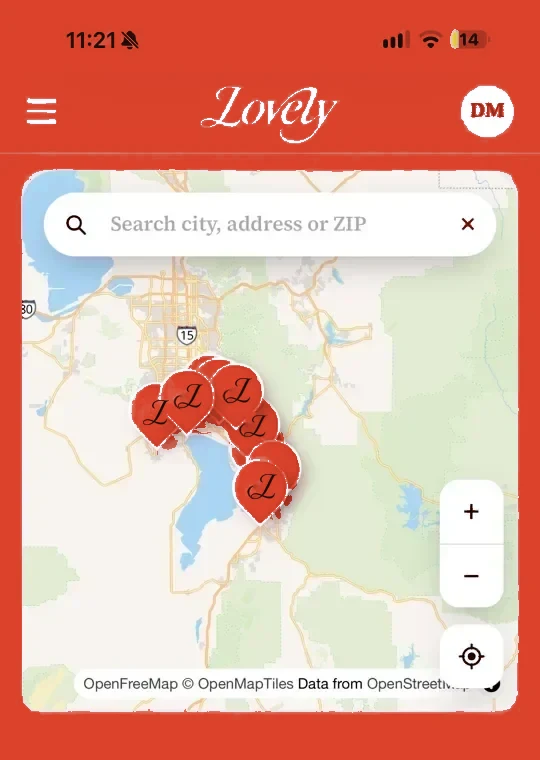 11:21
14
Lovely
DM
Search city, address or ZIP
80
15
L
L
L
L
L
OpenFreeMap © OpenMapTiles Data from OpenStreetMap